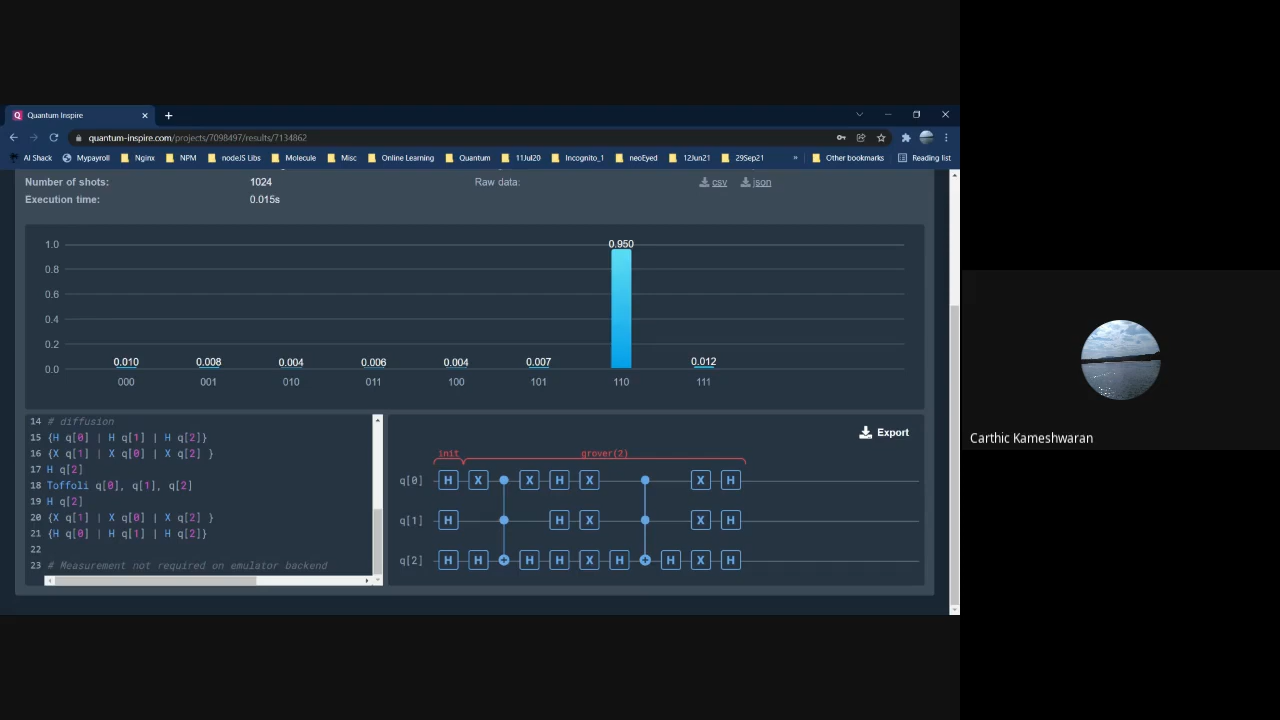 Quantum Inspire
quantum-inspire.com/projects/7098497/results/7134862
AI Shack Mypayroll Nginx NPM nodeJS Libs Molecule Misc Online Learning Quantum 11Jul20 Incognito_1 neoEyed 12Jun21 29Sep21 » Other bookmarks Reading list
Number of shots: 1024 Raw data: csv json
Execution time: 0.015s
1.0
0.8
0.6
0.4
0.2
0.0
0.010 0.008 0.004 0.006 0.004 0.007 0.950 0.012
000 001 010 011 100 101 110 111
14 # diffusion
15 {H q[0] | H q[1] | H q[2]}
16 {X q[1] | X q[0] | X q[2] }
17 H q[2]
18 Toffoli q[0], q[1], q[2]
19 H q[2]
20 {X q[1] | X q[0] | X q[2] }
21 {H q[0] | H q[1] | H q[2]}
22
23 # Measurement not required on emulator backend
Export
init grover(2)
q[0] H X X H X X H
q[1] H H X X H
q[2] H H + H H X H + H X H
Carthic Kameshwaran